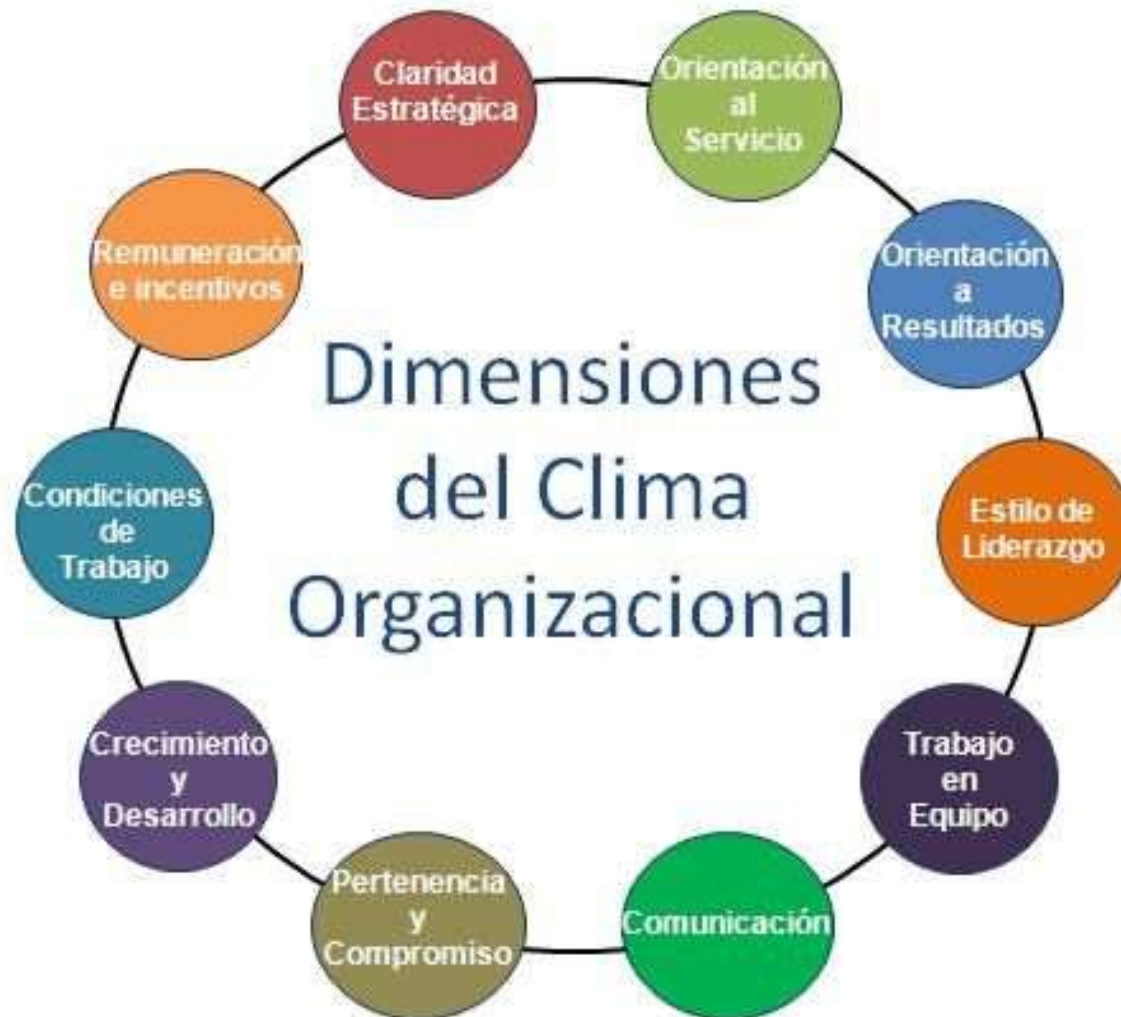 Claridad
Estratégica
Orientación
al
Servicio
Remuneración
e incentivos
Orientación
a
Resultados
Dimensiones
del Clima
Organizacional
Condiciones
de
Trabajo
Estilo de
Liderazgo
Crecimiento
y
Desarrollo
Trabajo
en
Equipo
Pertenencia
y
Compromiso
Comunicación